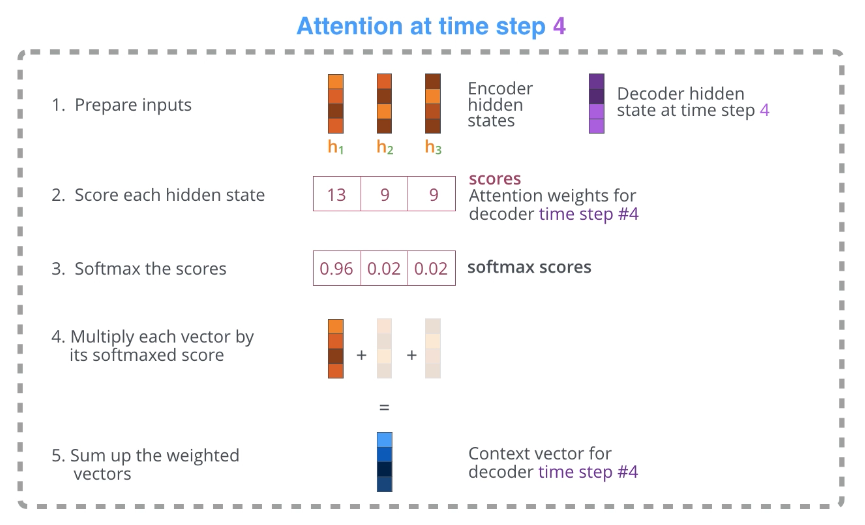 Attention at time step 4
1. Prepare inputs
h1 h2 h3
Encoder
hidden
states
Decoder hidden
state at time step 4
2. Score each hidden state
13 9 9
scores
Attention weights for
decoder time step #4
3. Softmax the scores
0.96 0.02 0.02
softmax scores
4. Multiply each vector by
its softmaxed score
+ +
=
5. Sum up the weighted
vectors
Context vector for
decoder time step #4